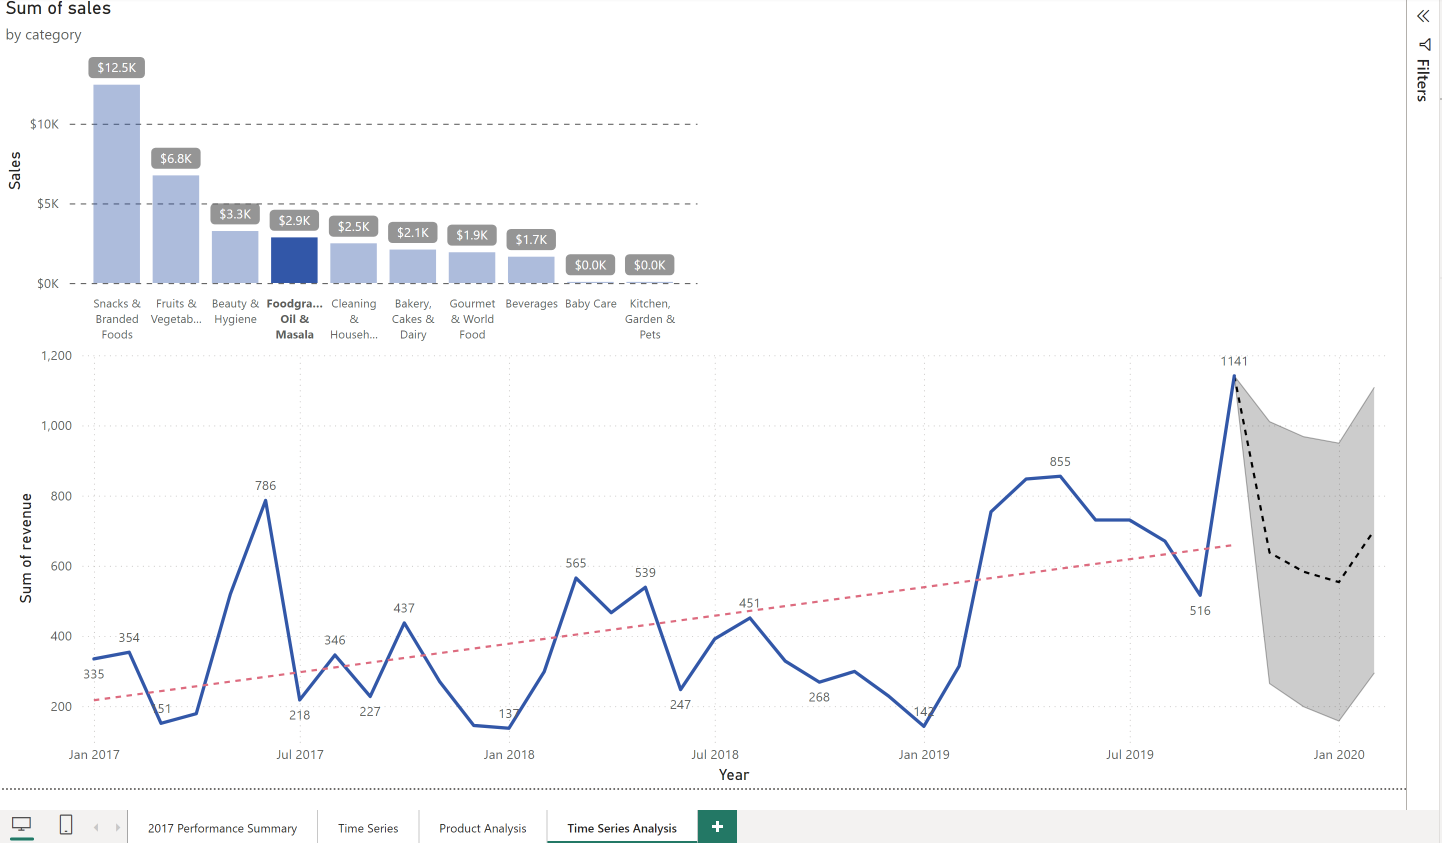 Sum of sales
by category
Sales
$10K
$5K
$0K
$12.5K
$6.8K
$3.3K
$2.9K
$2.5K
$2.1K
$1.9K
$1.7K
$0.0K
$0.0K
Snacks & Branded Foods
Fruits & Vegetab...
Beauty & Hygiene
Foodgra... Oil & Masala
Cleaning & Househ...
Bakery, Cakes & Dairy
Gourmet & World Food
Beverages
Baby Care
Kitchen, Garden & Pets
Sum of revenue
1,200
1,000
800
600
400
200
335
354
51
786
218
346
227
437
137
565
539
247
451
268
142
855
516
1141
Jan 2017
Jul 2017
Jan 2018
Jul 2018
Jan 2019
Jul 2019
Jan 2020
Year
Filters
2017 Performance Summary
Time Series
Product Analysis
Time Series Analysis
+